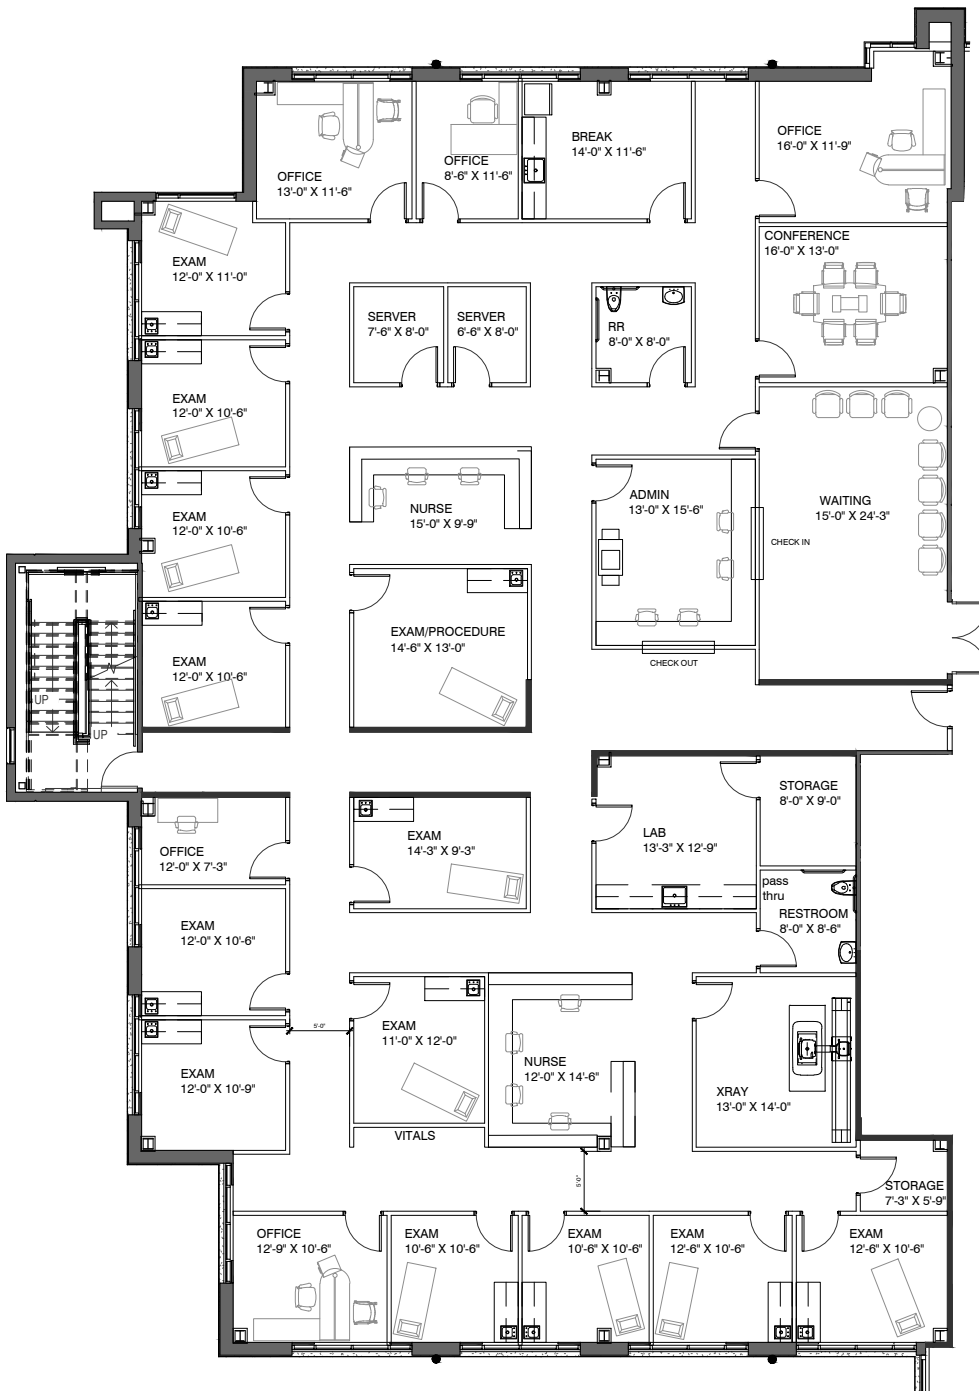 OFFICE
13'-0" X 11'-6"
OFFICE
8'-6" X 11'-6"
BREAK
14'-0" X 11'-6"
OFFICE
16'-0" X 11'-9"
EXAM
12'-0" X 11'-0"
CONFERENCE
16'-0" X 13'-0"
SERVER
7'-6" X 8'-0"
SERVER
6'-6" X 8'-0"
RR
8'-0" X 8'-0"
EXAM
12'-0" X 10'-6"
EXAM
12'-0" X 10'-6"
NURSE
15'-0" X 9'-9"
ADMIN
13'-0" X 15'-6"
WAITING
15'-0" X 24'-3"
CHECK IN
EXAM/PROCEDURE
14'-6" X 13'-0"
EXAM
12'-0" X 10'-6"
CHECK OUT
UP
UP
STORAGE
8'-0" X 9'-0"
LAB
13'-3" X 12'-9"
EXAM
14'-3" X 9'-3"
OFFICE
12'-0" X 7'-3"
pass
thru
RESTROOM
8'-0" X 8'-6"
EXAM
12'-0" X 10'-6"
5'-0"
EXAM
11'-0" X 12'-0"
NURSE
12'-0" X 14'-6"
EXAM
12'-0" X 10'-9"
XRAY
13'-0" X 14'-0"
VITALS
5'-0"
STORAGE
7'-3" X 5'-9"
OFFICE
12'-9" X 10'-6"
EXAM
10'-6" X 10'-6"
EXAM
10'-6" X 10'-6"
EXAM
12'-6" X 10'-6"
EXAM
12'-6" X 10'-6"